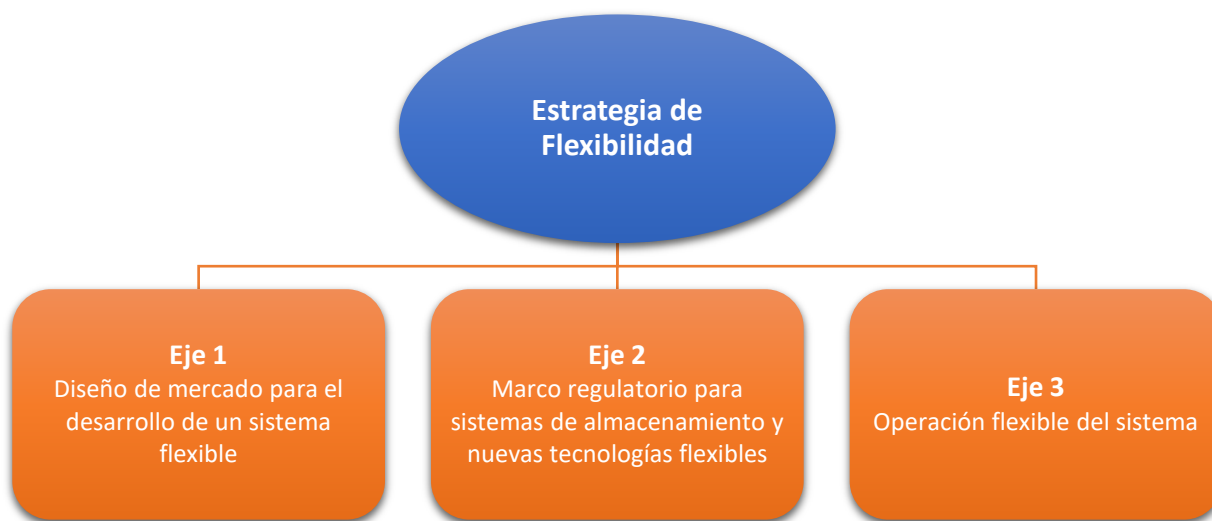 Estrategia de
Flexibilidad
Eje 1
Diseño de mercado para el
desarrollo de un sistema
flexible
Eje 2
Marco regulatorio para
sistemas de almacenamiento y
nuevas tecnologías flexibles
Eje 3
Operación flexible del sistema